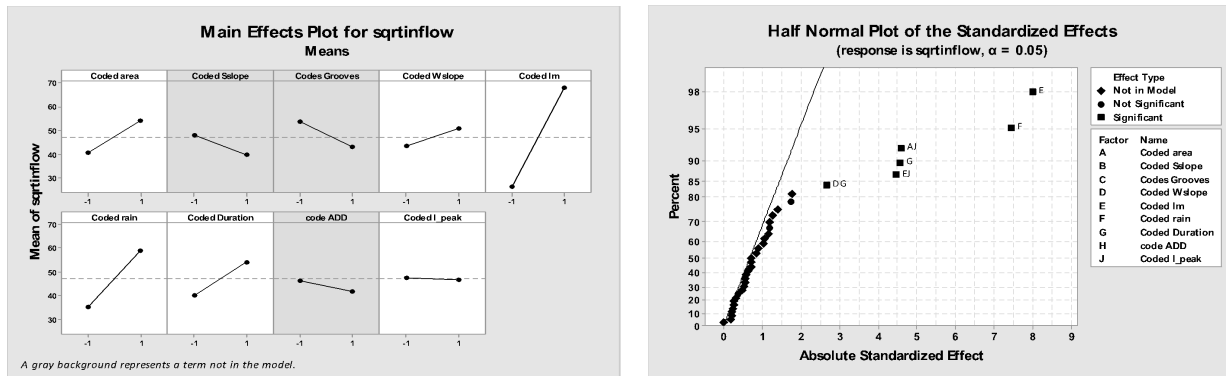 Main Effects Plot for sqrtinflow
Means
Coded area Coded Sslope Codes Grooves Coded Wslope Coded Im
70
60
50
40
30
-1 1 -1 1 -1 1 -1 1 -1 1
Mean of sqrtinflow
Coded rain Coded Duration code ADD Coded I_peak
70
60
50
40
30
-1 1 -1 1 -1 1 -1 1
A gray background represents a term not in the model.
Half Normal Plot of the Standardized Effects
(response is sqrtinflow, α = 0.05)
Percent
98
95
90
85
80
70
60
50
40
30
20
10
0
E
F
AJ
G
EJ
DG
0 1 2 3 4 5 6 7 8 9
Absolute Standardized Effect
Effect Type
Not in Model
Not Significant
Significant
Factor Name
A Coded area
B Coded Sslope
C Codes Grooves
D Coded Wslope
E Coded Im
F Coded rain
G Coded Duration
H code ADD
J Coded I_peak